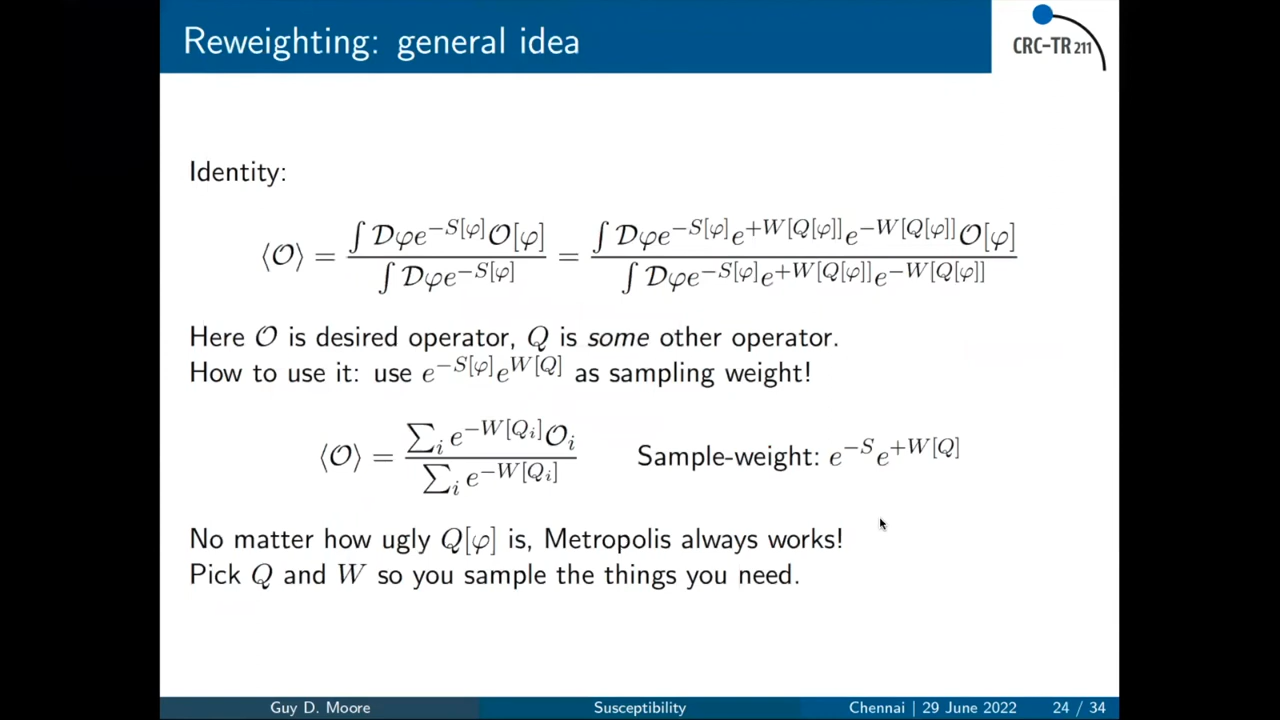 Reweighting: general idea
CRC-TR 211
Identity:
⟨𝒪⟩ = ∫ 𝒟φe^{−S[φ]}𝒪[φ] / ∫ 𝒟φe^{−S[φ]} = ∫ 𝒟φe^{−S[φ]}e^{+W[Q[φ]]}e^{−W[Q[φ]]}𝒪[φ] / ∫ 𝒟φe^{−S[φ]}e^{+W[Q[φ]]}e^{−W[Q[φ]]}
Here 𝒪 is desired operator, Q is some other operator.
How to use it: use e^{−S[φ]}e^{W[Q]} as sampling weight!
⟨𝒪⟩ = ∑_i e^{−W[Q_i]}𝒪_i / ∑_i e^{−W[Q_i]} Sample-weight: e^{−S}e^{+W[Q]}
No matter how ugly Q[φ] is, Metropolis always works!
Pick Q and W so you sample the things you need.
Guy D. Moore Susceptibility Chennai | 29 June 2022 24 / 34